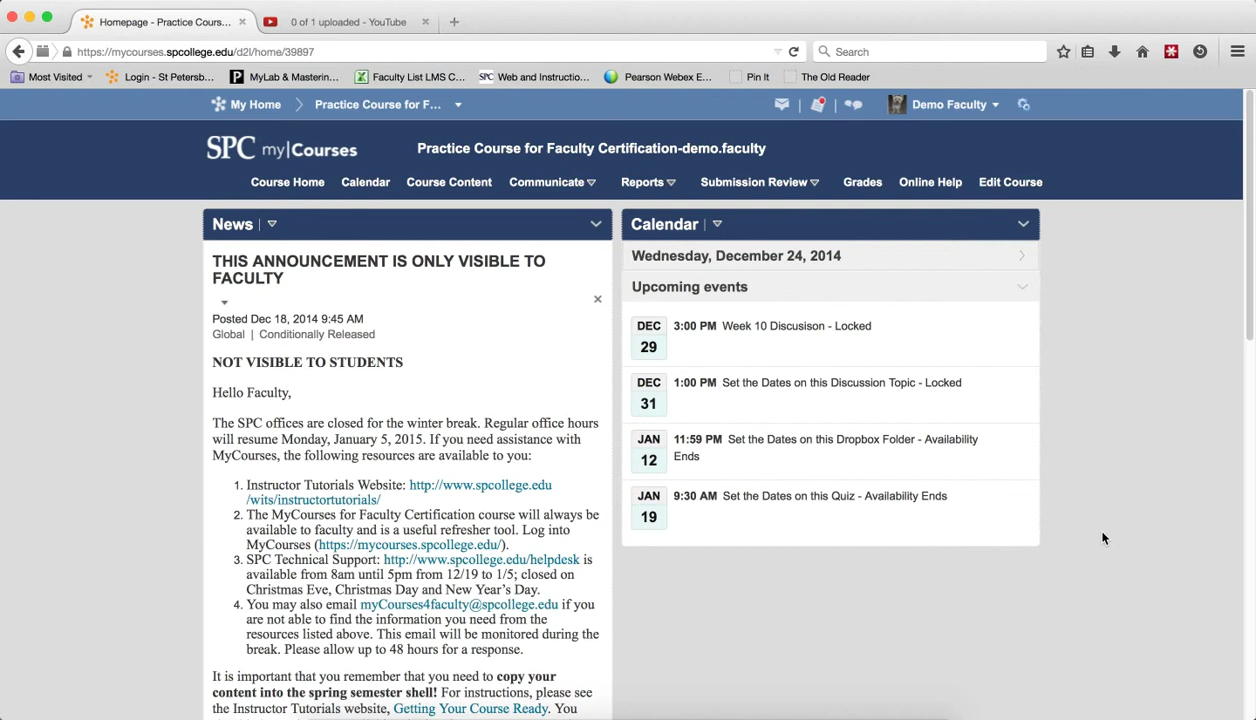 Homepage - Practice Cours...
0 of 1 uploaded - YouTube
https://mycourses.spcollege.edu/d2l/home/39897
Search
Most Visited
Login - St Petersb...
P MyLab & Masterin...
Faculty List LMS C...
SPC Web and Instructio...
Pearson Webex E...
Pin It
The Old Reader
My Home
Practice Course for F...
Demo Faculty
SPC my|Courses
Practice Course for Faculty Certification-demo.faculty
Course Home
Calendar
Course Content
Communicate
Reports
Submission Review
Grades
Online Help
Edit Course
News
THIS ANNOUNCEMENT IS ONLY VISIBLE TO
FACULTY
Posted Dec 18, 2014 9:45 AM
Global | Conditionally Released
NOT VISIBLE TO STUDENTS
Hello Faculty,
The SPC offices are closed for the winter break. Regular office hours
will resume Monday, January 5, 2015. If you need assistance with
MyCourses, the following resources are available to you:
1. Instructor Tutorials Website: http://www.spcollege.edu
/wits/instructortutorials/
2. The MyCourses for Faculty Certification course will always be
available to faculty and is a useful refresher tool. Log into
MyCourses (https://mycourses.spcollege.edu/).
3. SPC Technical Support: http://www.spcollege.edu/helpdesk is
available from 8am until 5pm from 12/19 to 1/5; closed on
Christmas Eve, Christmas Day and New Year's Day.
4. You may also email myCourses4faculty@spcollege.edu if you
are not able to find the information you need from the
resources listed above. This email will be monitored during the
break. Please allow up to 48 hours for a response.
It is important that you remember that you need to copy your
content into the spring semester shell! For instructions, please see
the Instructor Tutorials website, Getting Your Course Ready. You
Calendar
Wednesday, December 24, 2014
Upcoming events
DEC
29
3:00 PM Week 10 Discusison - Locked
DEC
31
1:00 PM Set the Dates on this Discussion Topic - Locked
JAN
12
11:59 PM Set the Dates on this Dropbox Folder - Availability
Ends
JAN
19
9:30 AM Set the Dates on this Quiz - Availability Ends